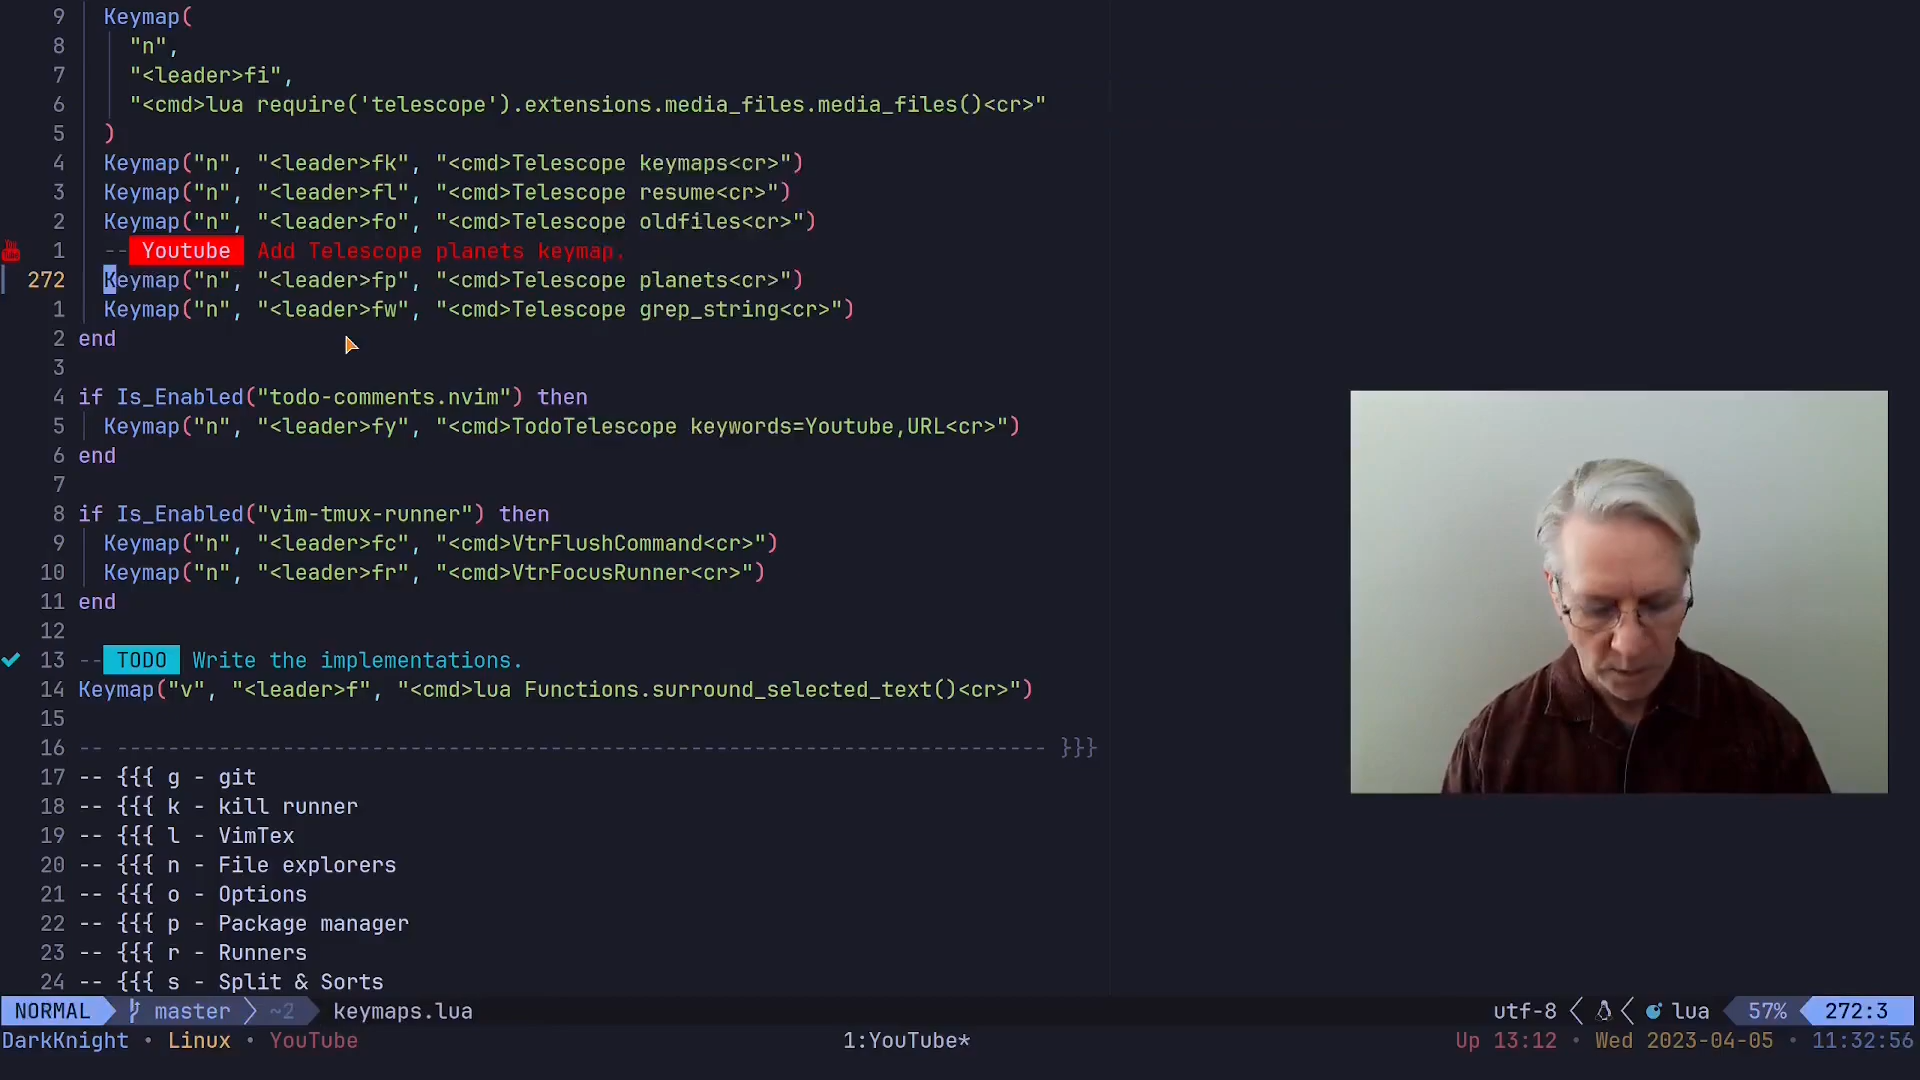 9 Keymap(
8 "n",
7 "<leader>fi",
6 "<cmd>lua require('telescope').extensions.media_files.media_files()<cr>"
5 )
4 Keymap("n", "<leader>fk", "<cmd>Telescope keymaps<cr>")
3 Keymap("n", "<leader>fl", "<cmd>Telescope resume<cr>")
2 Keymap("n", "<leader>fo", "<cmd>Telescope oldfiles<cr>")
1 -- Youtube Add Telescope planets keymap.
272 Keymap("n", "<leader>fp", "<cmd>Telescope planets<cr>")
1 Keymap("n", "<leader>fw", "<cmd>Telescope grep_string<cr>")
2 end
3
4 if Is_Enabled("todo-comments.nvim") then
5 Keymap("n", "<leader>fy", "<cmd>TodoTelescope keywords=Youtube,URL<cr>")
6 end
7
8 if Is_Enabled("vim-tmux-runner") then
9 Keymap("n", "<leader>fc", "<cmd>VtrFlushCommand<cr>")
10 Keymap("n", "<leader>fr", "<cmd>VtrFocusRunner<cr>")
11 end
12
13 -- TODO Write the implementations.
14 Keymap("v", "<leader>f", "<cmd>lua Functions.surround_selected_text()<cr>")
15
16 -- ------------------------------------------------------------------------- }}}
17 -- {{{ g - git
18 -- {{{ k - kill runner
19 -- {{{ l - VimTex
20 -- {{{ n - File explorers
21 -- {{{ o - Options
22 -- {{{ p - Package manager
23 -- {{{ r - Runners
24 -- {{{ s - Split & Sorts
NORMAL master ~2 keymaps.lua utf-8 lua 57% 272:3
DarkKnight • Linux • YouTube 1:YouTube* Up 13:12 • Wed 2023-04-05 • 11:32:56